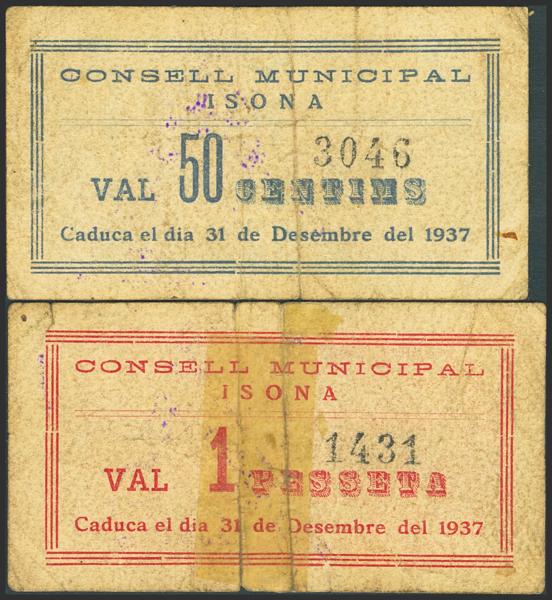 CONSELL MUNICIPAL
ISONA
3046
VAL 50 CENTIMS
Caduca el dia 31 de Desembre del 1937
CONSELL MUNICIPAL
ISONA
1431
VAL 1 PESSETA
Caduca el dia 31 de Desembre del 1937